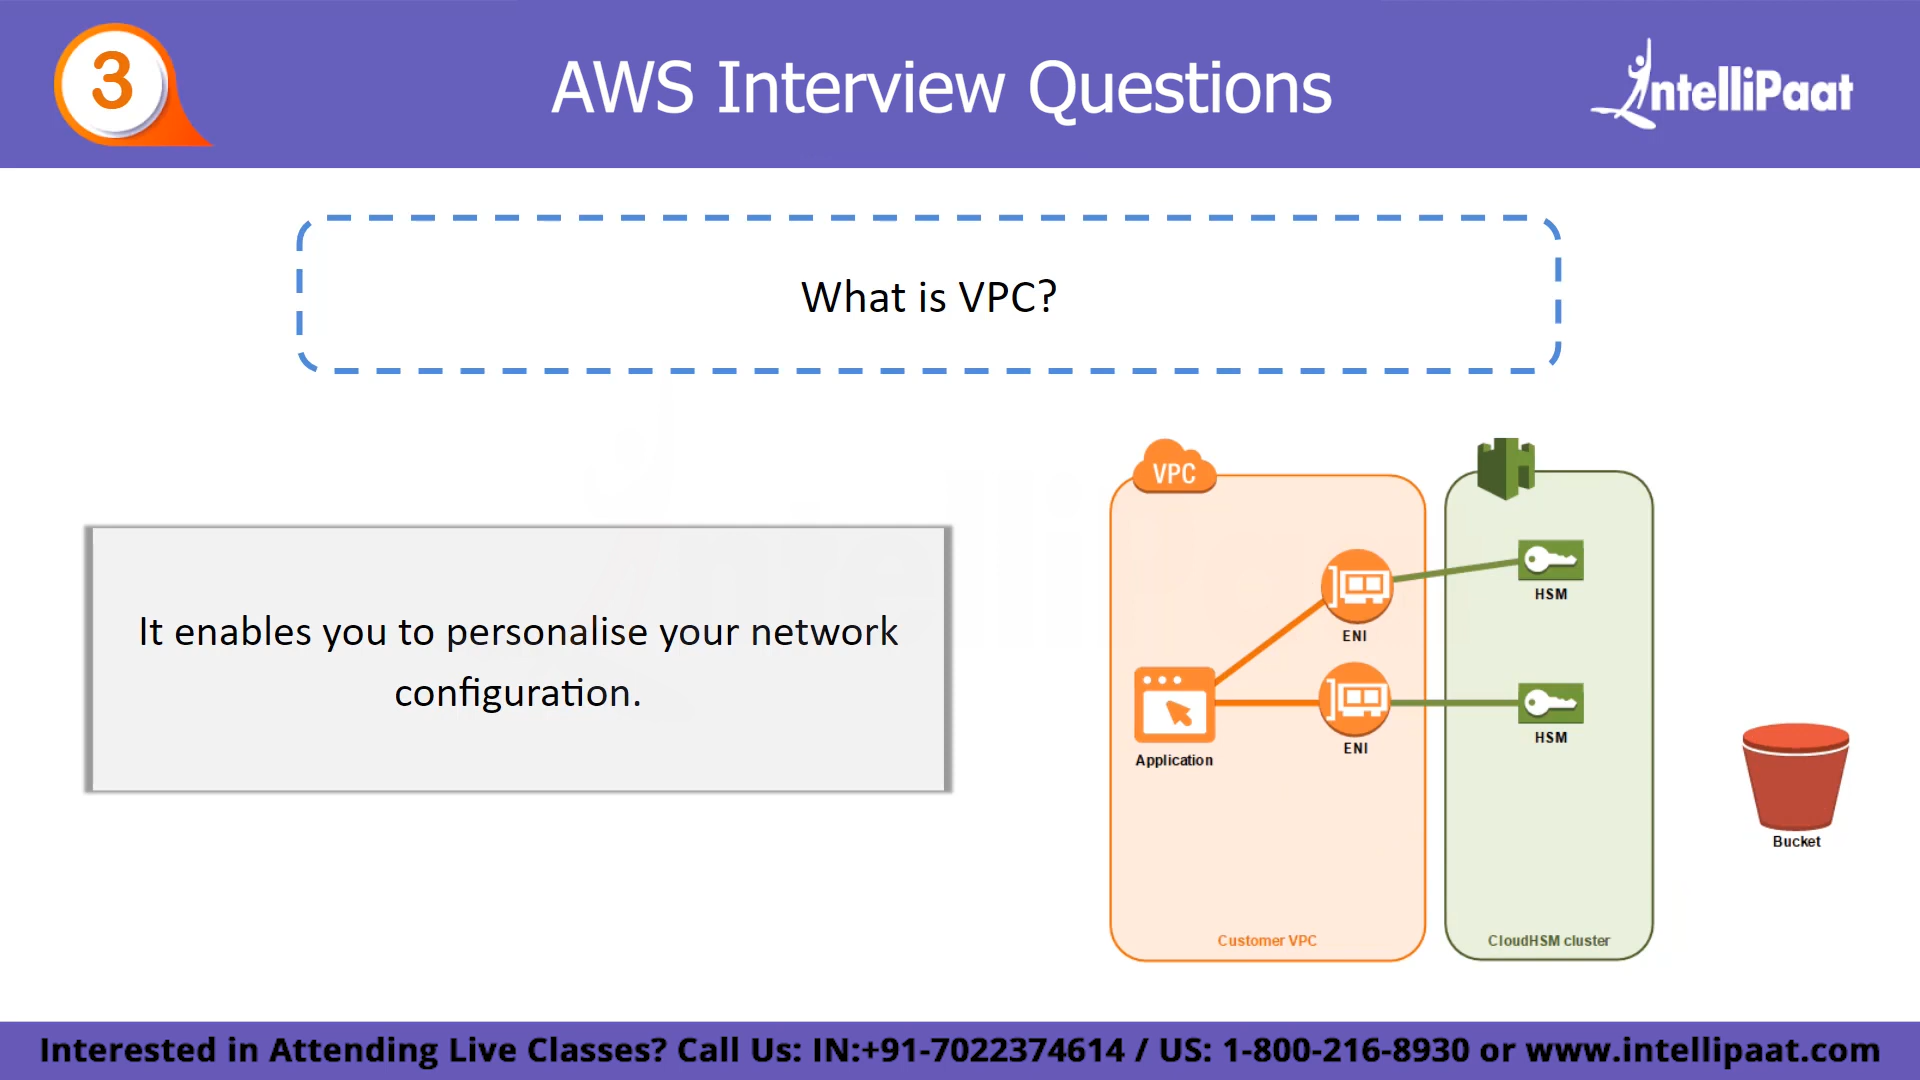 3
AWS Interview Questions
IntelliPaat
What is VPC?
It enables you to personalise your network
configuration.
VPC
HSM
ENI
HSM
ENI
Application
Bucket
Customer VPC
CloudHSM cluster
Interested in Attending Live Classes? Call Us: IN:+91-7022374614 / US: 1-800-216-8930 or www.intellipaat.com